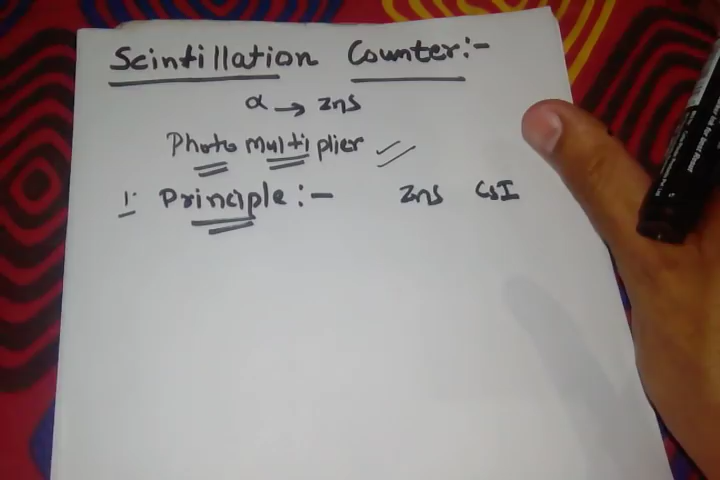 Scintillation Counter:-
α → ZnS
Photo multiplier
1. Principle:- ZnS CsI